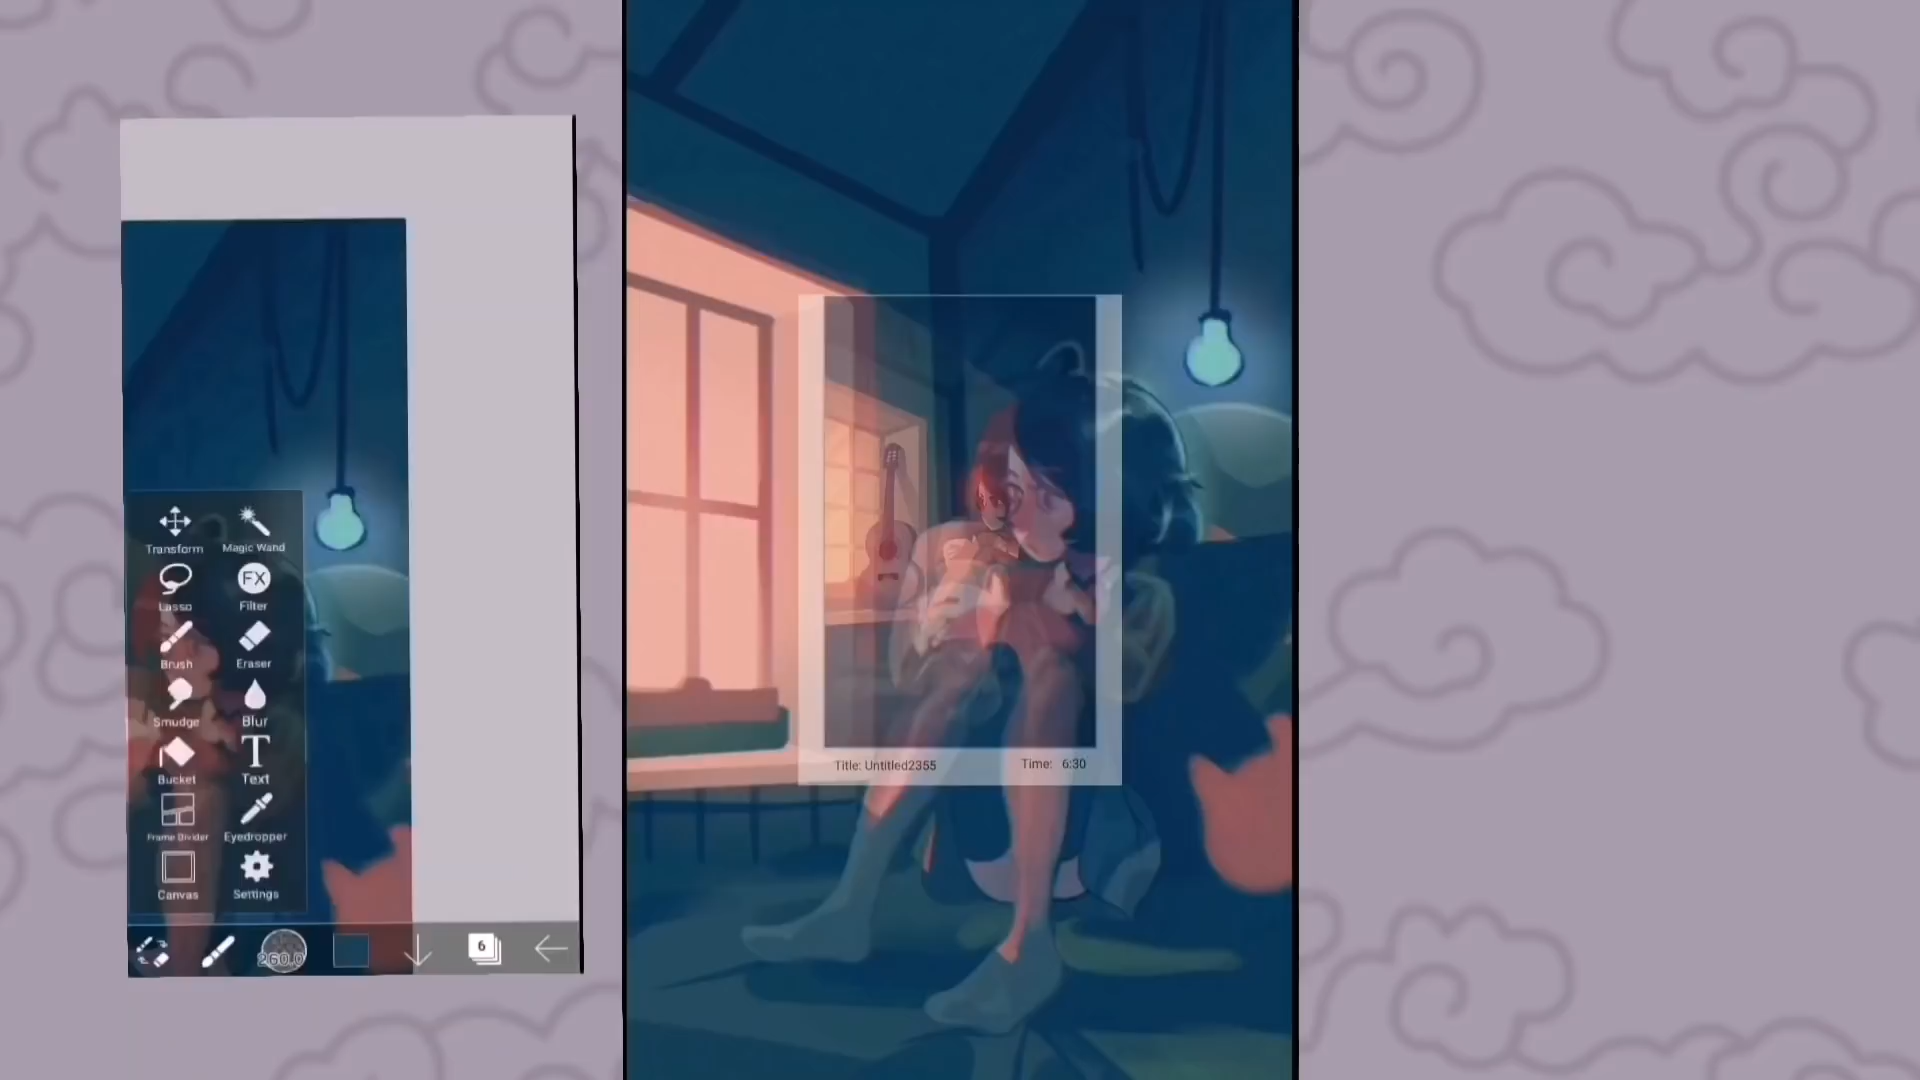 Transform Magic Wand
Lasso Filter
FX
Brush Eraser
Smudge Blur
Bucket Text
Frame Divider Eyedropper
Canvas Settings
260.0
6
Title: Untitled2355 Time: 6:30